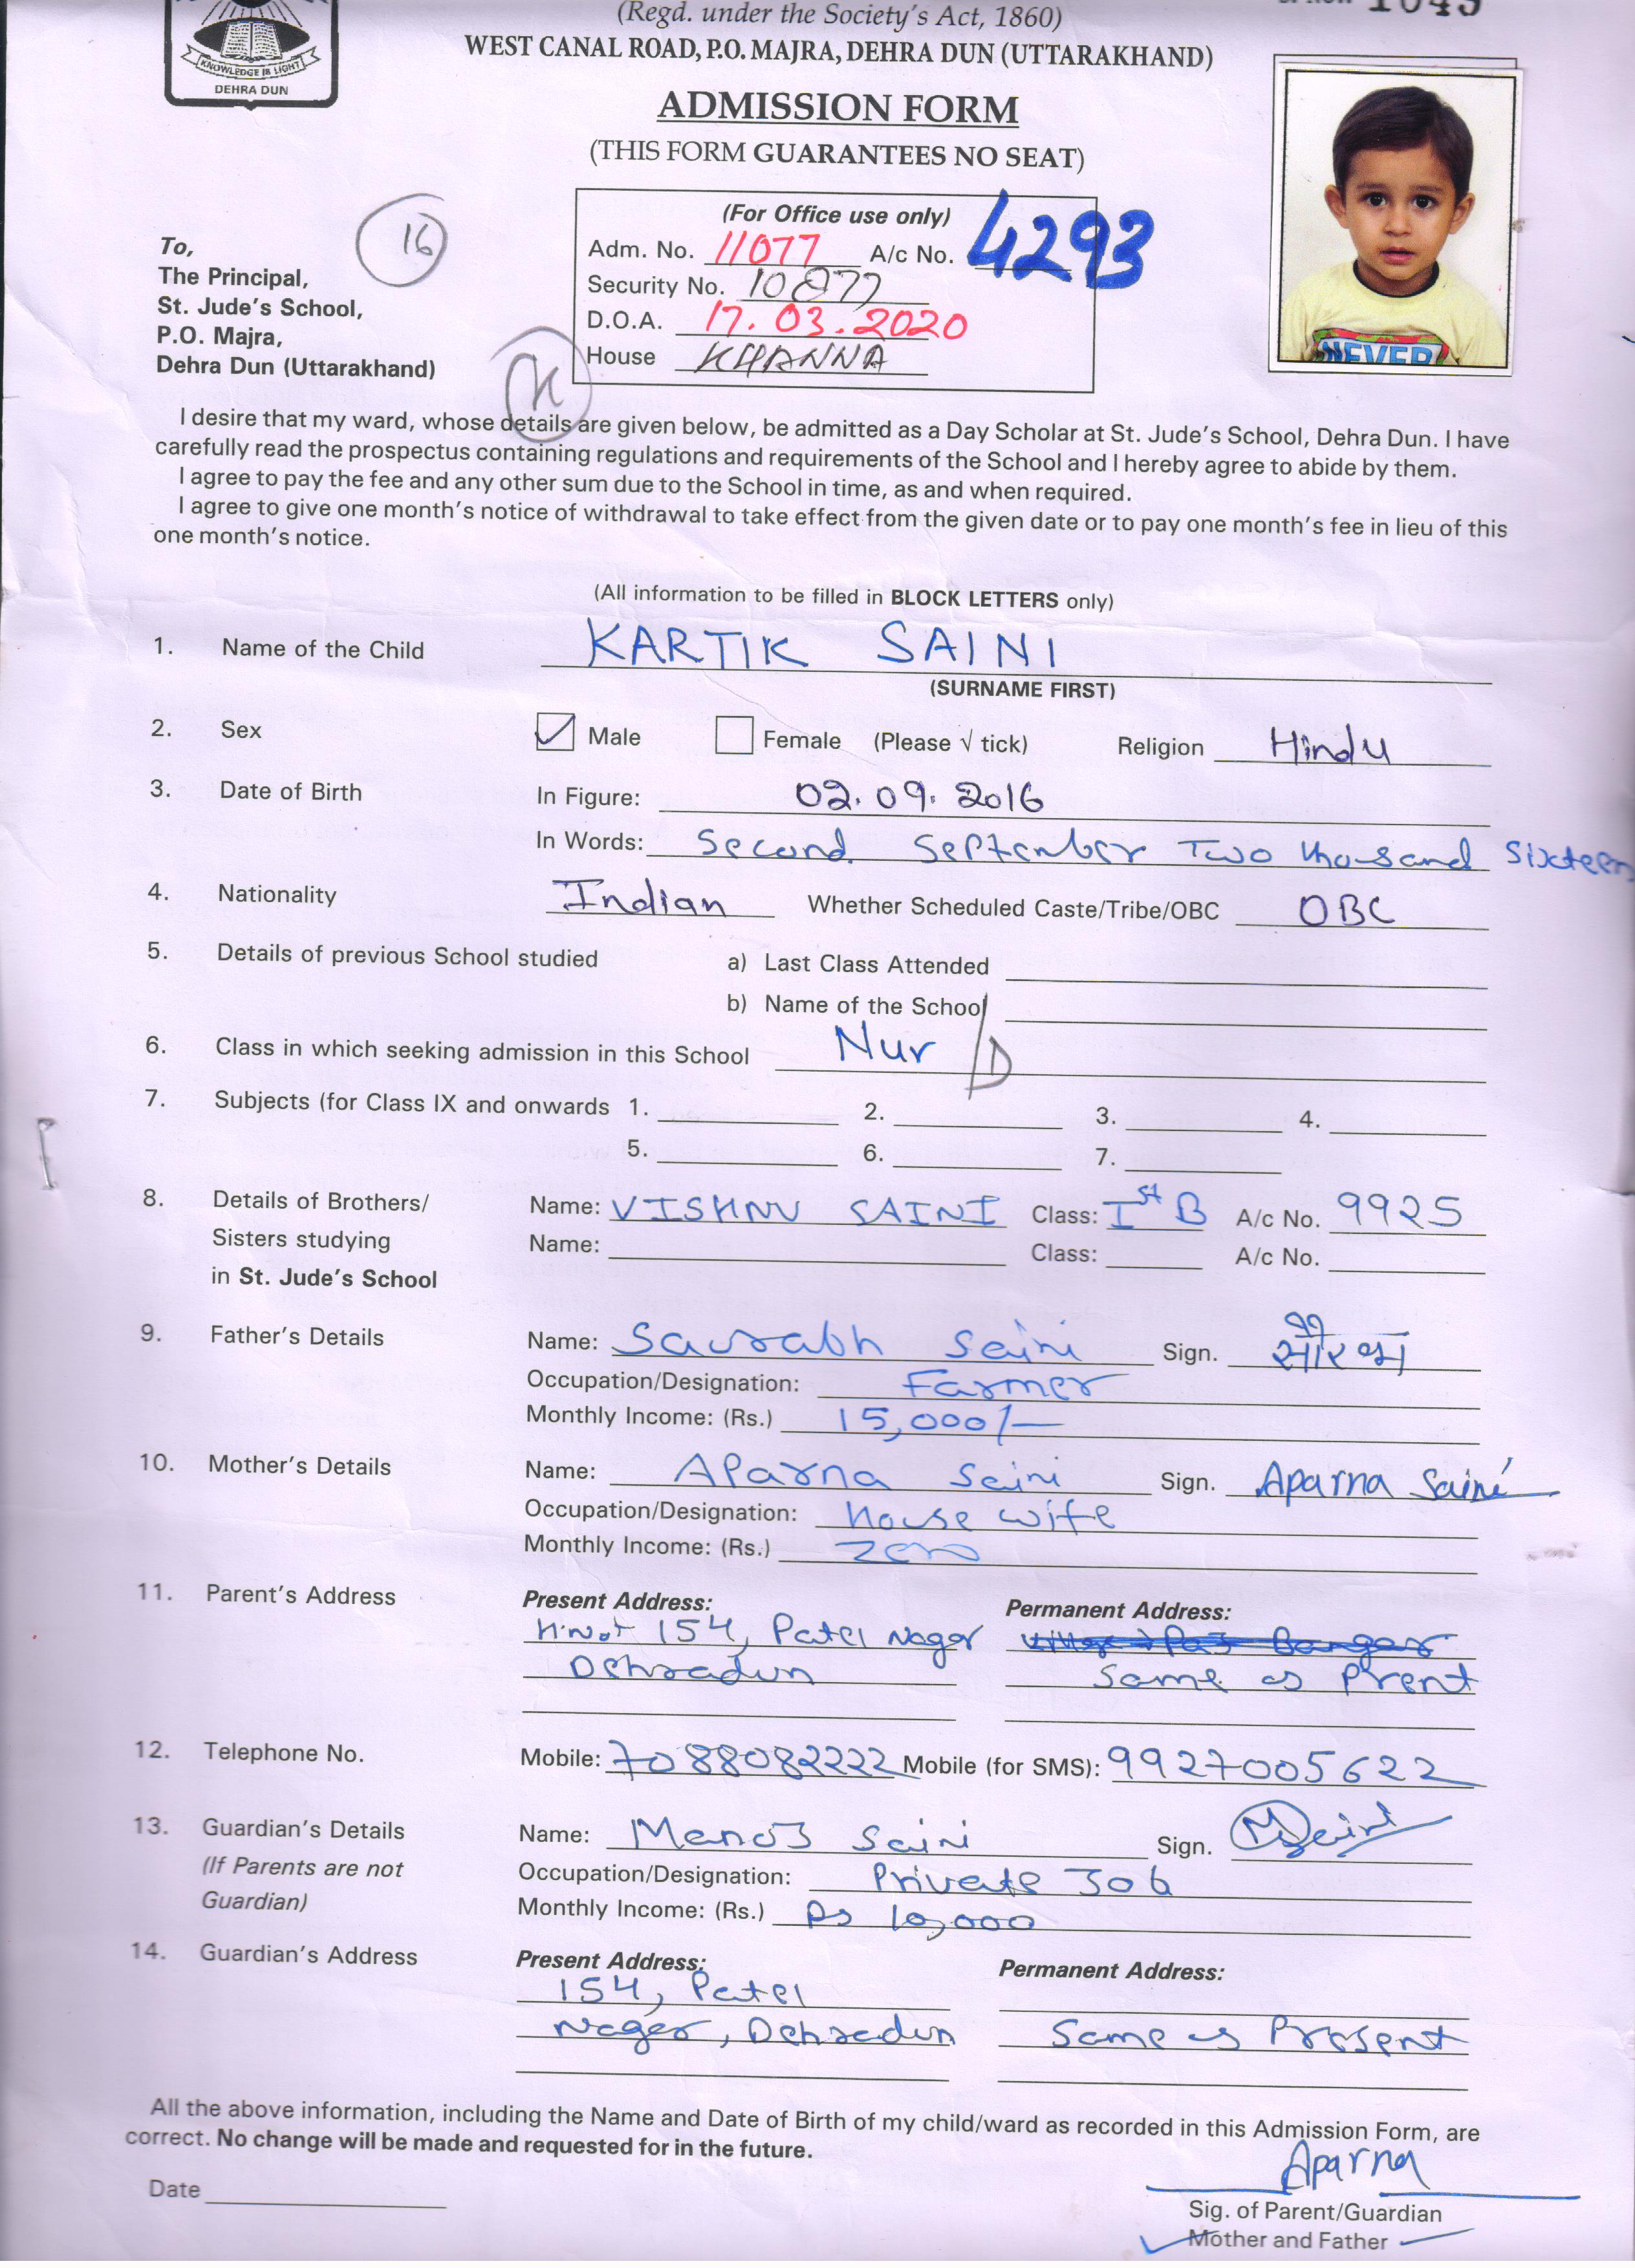 (Regd. under the Society's Act, 1860)
1049
WEST CANAL ROAD, P.O. MAJRA, DEHRA DUN (UTTARAKHAND)
KNOWLEDGE IS LIGHT
DEHRA DUN
ADMISSION FORM
(THIS FORM GUARANTEES NO SEAT)
NEVER
16
To,
The Principal,
St. Jude's School,
P.O. Majra,
Dehra Dun (Uttarakhand)
(For Office use only)
Adm. No. 11077 A/c No. 4293
Security No. 10877
D.O.A. 17.03.2020
House KHANNA
K
I desire that my ward, whose details are given below, be admitted as a Day Scholar at St. Jude's School, Dehra Dun. I have
carefully read the prospectus containing regulations and requirements of the School and I hereby agree to abide by them.
I agree to pay the fee and any other sum due to the School in time, as and when required.
I agree to give one month's notice of withdrawal to take effect from the given date or to pay one month's fee in lieu of this
one month's notice.
(All information to be filled in BLOCK LETTERS only)
1. Name of the Child KARTIK SAINI
(SURNAME FIRST)
2. Sex Male Female (Please √ tick) Religion Hindu
3. Date of Birth In Figure: 02.09.2016
In Words: Second September Two thousand Sixteen
4. Nationality Indian Whether Scheduled Caste/Tribe/OBC OBC
5. Details of previous School studied a) Last Class Attended
b) Name of the School
6. Class in which seeking admission in this School Nur /D
7. Subjects (for Class IX and onwards 1. 2. 3. 4.
5. 6. 7.
8. Details of Brothers/ Name: VISHNU SAINI Class: Ist B A/c No. 9925
Sisters studying Name: Class: A/c No.
in St. Jude's School
9. Father's Details Name: Saurabh Saini Sign. सौरभ
Occupation/Designation: Farmer
Monthly Income: (Rs.) 15,000/-
10. Mother's Details Name: Aparna Saini Sign. Aparna Saini
Occupation/Designation: House wife
Monthly Income: (Rs.) Zero
11. Parent's Address Present Address: Permanent Address:
H.No+ 154, Patel Nagar
Dehradun Same as Prent
12. Telephone No. Mobile: 7088082222 Mobile (for SMS): 9927005622
13. Guardian's Details Name: Manoj Saini Sign. MSaini
(If Parents are not Occupation/Designation: Private Job
Guardian) Monthly Income: (Rs.) Rs 10,000
14. Guardian's Address Present Address: Permanent Address:
154, Patel
Nagar, Dehradun Same as Present
All the above information, including the Name and Date of Birth of my child/ward as recorded in this Admission Form, are
correct. No change will be made and requested for in the future.
Aparna
Date
Sig. of Parent/Guardian
Mother and Father